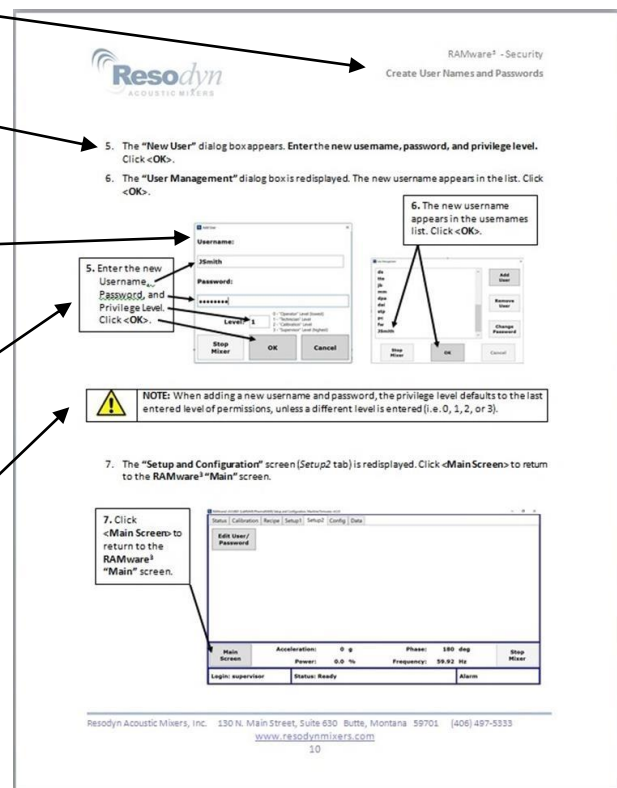 Resodyn
ACOUSTIC MIXERS
RAMware³ - Security
Create User Names and Passwords
5. The "New User" dialog box appears. Enter the new username, password, and privilege level.
Click <OK>.
6. The "User Management" dialog box is redisplayed. The new username appears in the list. Click
<OK>.
6. The new username
appears in the usernames
list. Click <OK>.
5. Enter the new
Username,
Password, and
Privilege Level.
Click <OK>.
Add User
Username:
JSmith
Password:
Level: 1
0 - "Operator" Level (lowest)
1 - "Technician" Level
2 - "Calibration" Level
3 - "Supervisor" Level (highest)
Stop
Mixer
OK
Cancel
JSmith
Add
User
Remove
User
Change
Password
Stop
Mixer
OK
Cancel
NOTE: When adding a new username and password, the privilege level defaults to the last
entered level of permissions, unless a different level is entered (i.e. 0, 1, 2, or 3).
7. The "Setup and Configuration" screen (Setup2 tab) is redisplayed. Click <Main Screen> to return
to the RAMware³ "Main" screen.
7. Click
<Main Screen> to
return to the
RAMware³
"Main" screen.
Status Calibration Recipe Setup1 Setup2 Config Data
Edit User/
Password
Main
Screen
Acceleration: 0 g Phase: 180 deg
Power: 0.0 % Frequency: 59.92 Hz
Stop
Mixer
Login: supervisor Status: Ready Alarm
Resodyn Acoustic Mixers, Inc. 130 N. Main Street, Suite 630 Butte, Montana 59701 (406) 497-5333
www.resodynmixers.com
10